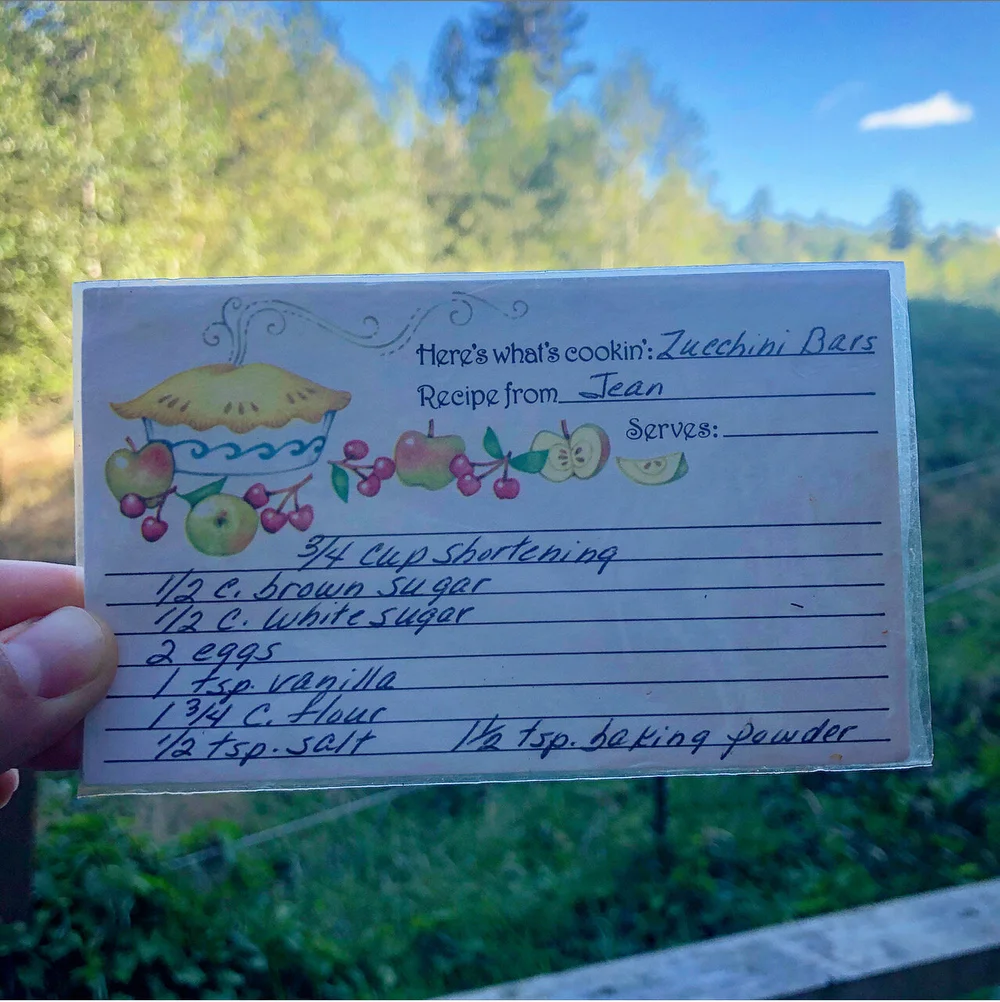 Here's what's cookin': Zucchini Bars
Recipe from Jean
Serves:
3/4 cup shortening
1/2 c. brown sugar
1/2 c. white sugar
2 eggs
1 tsp. vanilla
1 3/4 c. flour
1/2 tsp. salt 1 1/2 tsp. baking powder